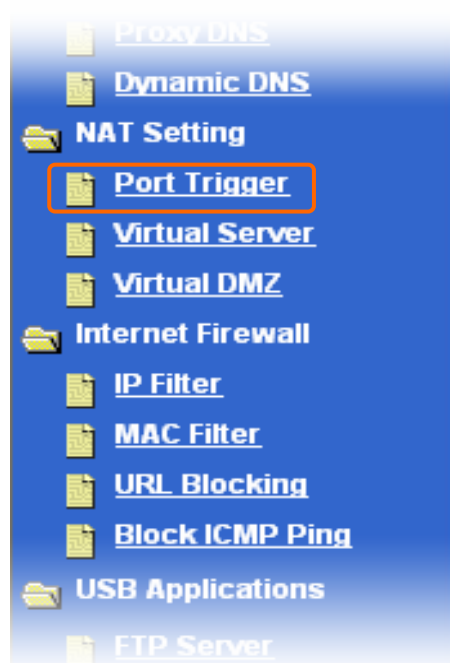 Proxy DNS
Dynamic DNS
NAT Setting
Port Trigger
Virtual Server
Virtual DMZ
Internet Firewall
IP Filter
MAC Filter
URL Blocking
Block ICMP Ping
USB Applications
FTP Server